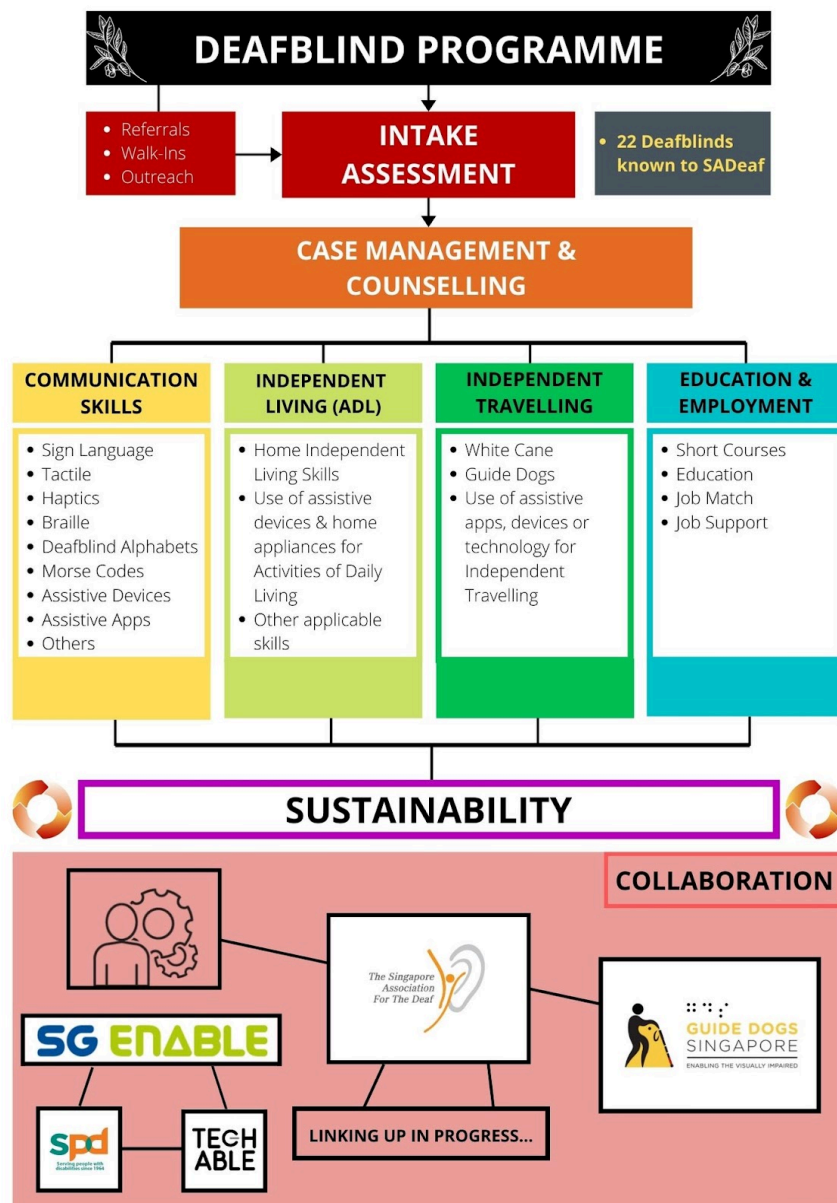 DEAFBLIND PROGRAMME
• Referrals
• Walk-Ins
• Outreach
INTAKE
ASSESSMENT
• 22 Deafblinds
known to SADeaf
CASE MANAGEMENT &
COUNSELLING
COMMUNICATION
SKILLS
• Sign Language
• Tactile
• Haptics
• Braille
• Deafblind Alphabets
• Morse Codes
• Assistive Devices
• Assistive Apps
• Others
INDEPENDENT
LIVING (ADL)
• Home Independent
Living Skills
• Use of assistive
devices & home
appliances for
Activities of Daily
Living
• Other applicable
skills
INDEPENDENT
TRAVELLING
• White Cane
• Guide Dogs
• Use of assistive
apps, devices or
technology for
Independent
Travelling
EDUCATION &
EMPLOYMENT
• Short Courses
• Education
• Job Match
• Job Support
SUSTAINABILITY
COLLABORATION
The Singapore
Association
For The Deaf
GUIDE DOGS
SINGAPORE
ENABLING THE VISUALLY IMPAIRED
SG ENABLE
spd
Serving people with
disabilities since 1964
TECH
ABLE
LINKING UP IN PROGRESS...